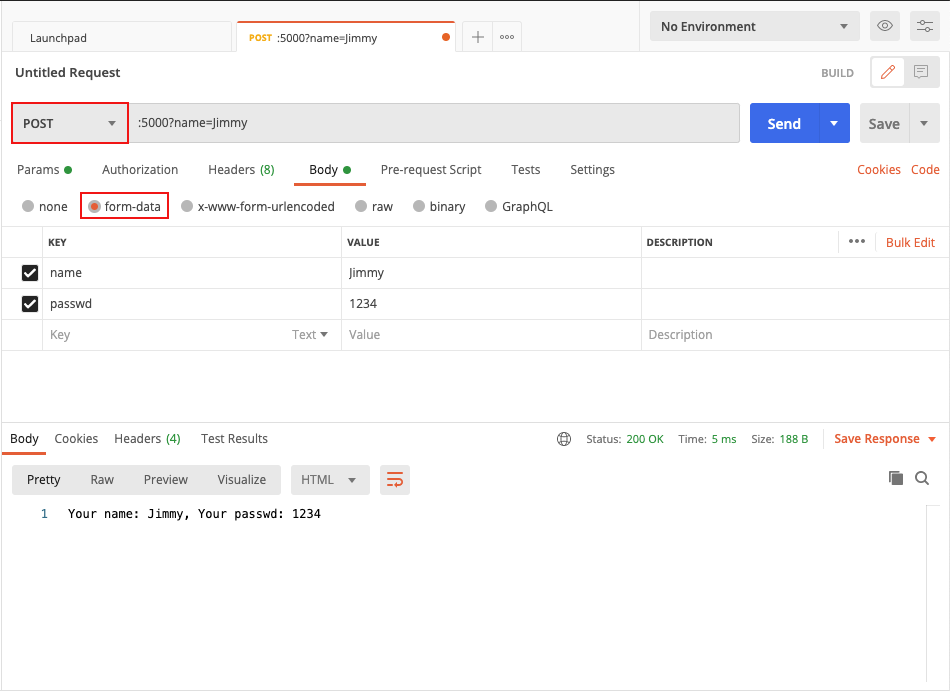 Launchpad POST :5000?name=Jimmy No Environment
Untitled Request BUILD
POST :5000?name=Jimmy Send Save
Params Authorization Headers (8) Body Pre-request Script Tests Settings Cookies Code
none form-data x-www-form-urlencoded raw binary GraphQL
KEY VALUE DESCRIPTION Bulk Edit
name Jimmy
passwd 1234
Key Text Value Description
Body Cookies Headers (4) Test Results Status: 200 OK Time: 5 ms Size: 188 B Save Response
Pretty Raw Preview Visualize HTML
1 Your name: Jimmy, Your passwd: 1234